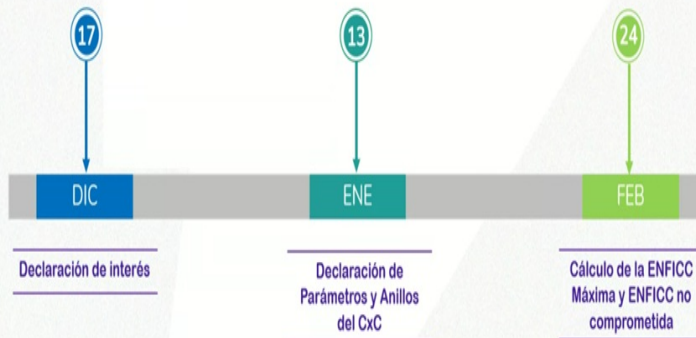 17
13
24
DIC
ENE
FEB
Declaración de interés
Declaración de
Parámetros y Anillos
del CxC
Cálculo de la ENFICC
Máxima y ENFICC no
comprometida